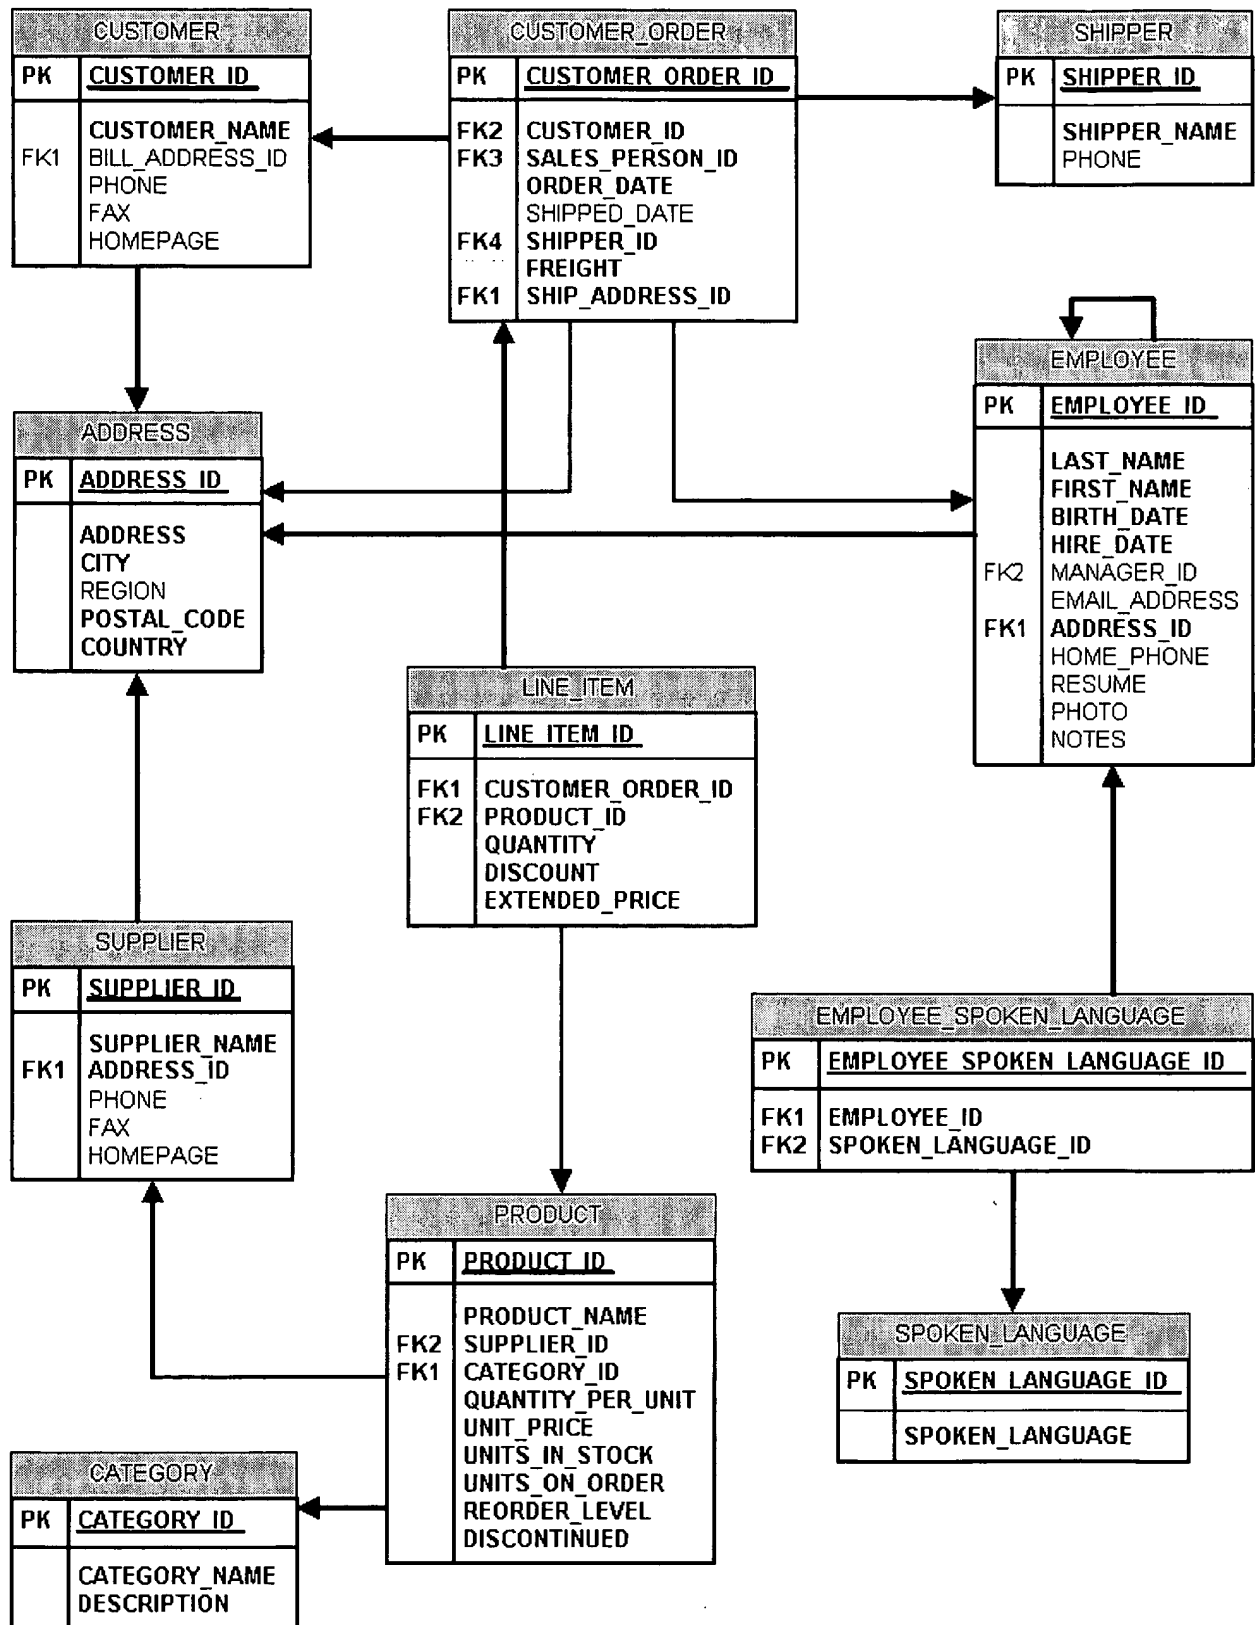 CUSTOMER
PK CUSTOMER_ID
CUSTOMER_NAME
FK1 BILL_ADDRESS_ID
PHONE
FAX
HOMEPAGE
CUSTOMER_ORDER
PK CUSTOMER_ORDER_ID
FK2 CUSTOMER_ID
FK3 SALES_PERSON_ID
ORDER_DATE
SHIPPED_DATE
FK4 SHIPPER_ID
FREIGHT
FK1 SHIP_ADDRESS_ID
SHIPPER
PK SHIPPER_ID
SHIPPER_NAME
PHONE
EMPLOYEE
PK EMPLOYEE_ID
LAST_NAME
FIRST_NAME
BIRTH_DATE
HIRE_DATE
FK2 MANAGER_ID
EMAIL_ADDRESS
FK1 ADDRESS_ID
HOME_PHONE
RESUME
PHOTO
NOTES
ADDRESS
PK ADDRESS_ID
ADDRESS
CITY
REGION
POSTAL_CODE
COUNTRY
LINE_ITEM
PK LINE_ITEM_ID
FK1 CUSTOMER_ORDER_ID
FK2 PRODUCT_ID
QUANTITY
DISCOUNT
EXTENDED_PRICE
SUPPLIER
PK SUPPLIER_ID
SUPPLIER_NAME
FK1 ADDRESS_ID
PHONE
FAX
HOMEPAGE
EMPLOYEE_SPOKEN_LANGUAGE
PK EMPLOYEE_SPOKEN_LANGUAGE_ID
FK1 EMPLOYEE_ID
FK2 SPOKEN_LANGUAGE_ID
PRODUCT
PK PRODUCT_ID
PRODUCT_NAME
FK2 SUPPLIER_ID
FK1 CATEGORY_ID
QUANTITY_PER_UNIT
UNIT_PRICE
UNITS_IN_STOCK
UNITS_ON_ORDER
REORDER_LEVEL
DISCONTINUED
SPOKEN_LANGUAGE
PK SPOKEN_LANGUAGE_ID
SPOKEN_LANGUAGE
CATEGORY
PK CATEGORY_ID
CATEGORY_NAME
DESCRIPTION